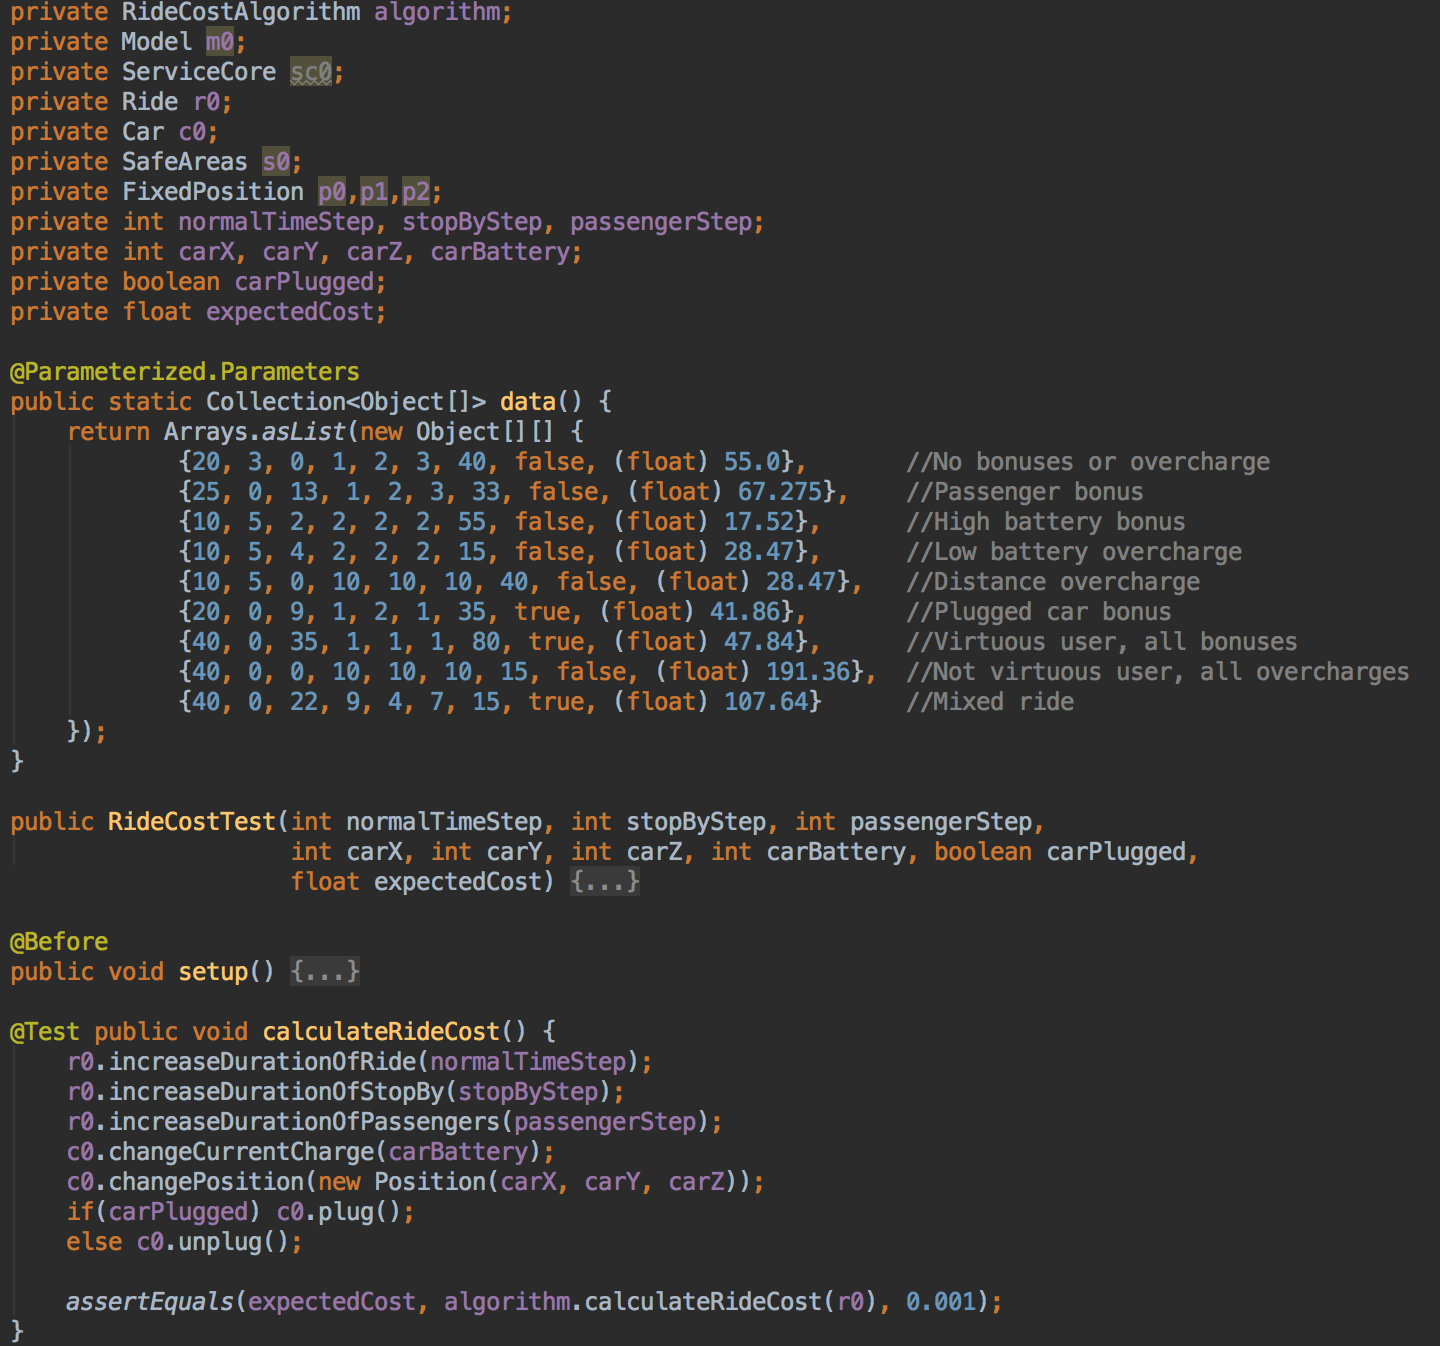 private RideCostAlgorithm algorithm;
private Model m0;
private ServiceCore sc0;
private Ride r0;
private Car c0;
private SafeAreas s0;
private FixedPosition p0,p1,p2;
private int normalTimeStep, stopByStep, passengerStep;
private int carX, carY, carZ, carBattery;
private boolean carPlugged;
private float expectedCost;

@Parameterized.Parameters
public static Collection<Object[]> data() {
    return Arrays.asList(new Object[][] {
            {20, 3, 0, 1, 2, 3, 40, false, (float) 55.0},       //No bonuses or overcharge
            {25, 0, 13, 1, 2, 3, 33, false, (float) 67.275},    //Passenger bonus
            {10, 5, 2, 2, 2, 2, 55, false, (float) 17.52},      //High battery bonus
            {10, 5, 4, 2, 2, 2, 15, false, (float) 28.47},      //Low battery overcharge
            {10, 5, 0, 10, 10, 10, 40, false, (float) 28.47},   //Distance overcharge
            {20, 0, 9, 1, 2, 1, 35, true, (float) 41.86},       //Plugged car bonus
            {40, 0, 35, 1, 1, 1, 80, true, (float) 47.84},      //Virtuous user, all bonuses
            {40, 0, 0, 10, 10, 10, 15, false, (float) 191.36},  //Not virtuous user, all overcharges
            {40, 0, 22, 9, 4, 7, 15, true, (float) 107.64}      //Mixed ride
    });
}

public RideCostTest(int normalTimeStep, int stopByStep, int passengerStep,
                    int carX, int carY, int carZ, int carBattery, boolean carPlugged,
                    float expectedCost) {...}

@Before
public void setup() {...}

@Test public void calculateRideCost() {
    r0.increaseDurationOfRide(normalTimeStep);
    r0.increaseDurationOfStopBy(stopByStep);
    r0.increaseDurationOfPassengers(passengerStep);
    c0.changeCurrentCharge(carBattery);
    c0.changePosition(new Position(carX, carY, carZ));
    if(carPlugged) c0.plug();
    else c0.unplug();

    assertEquals(expectedCost, algorithm.calculateRideCost(r0), 0.001);
}